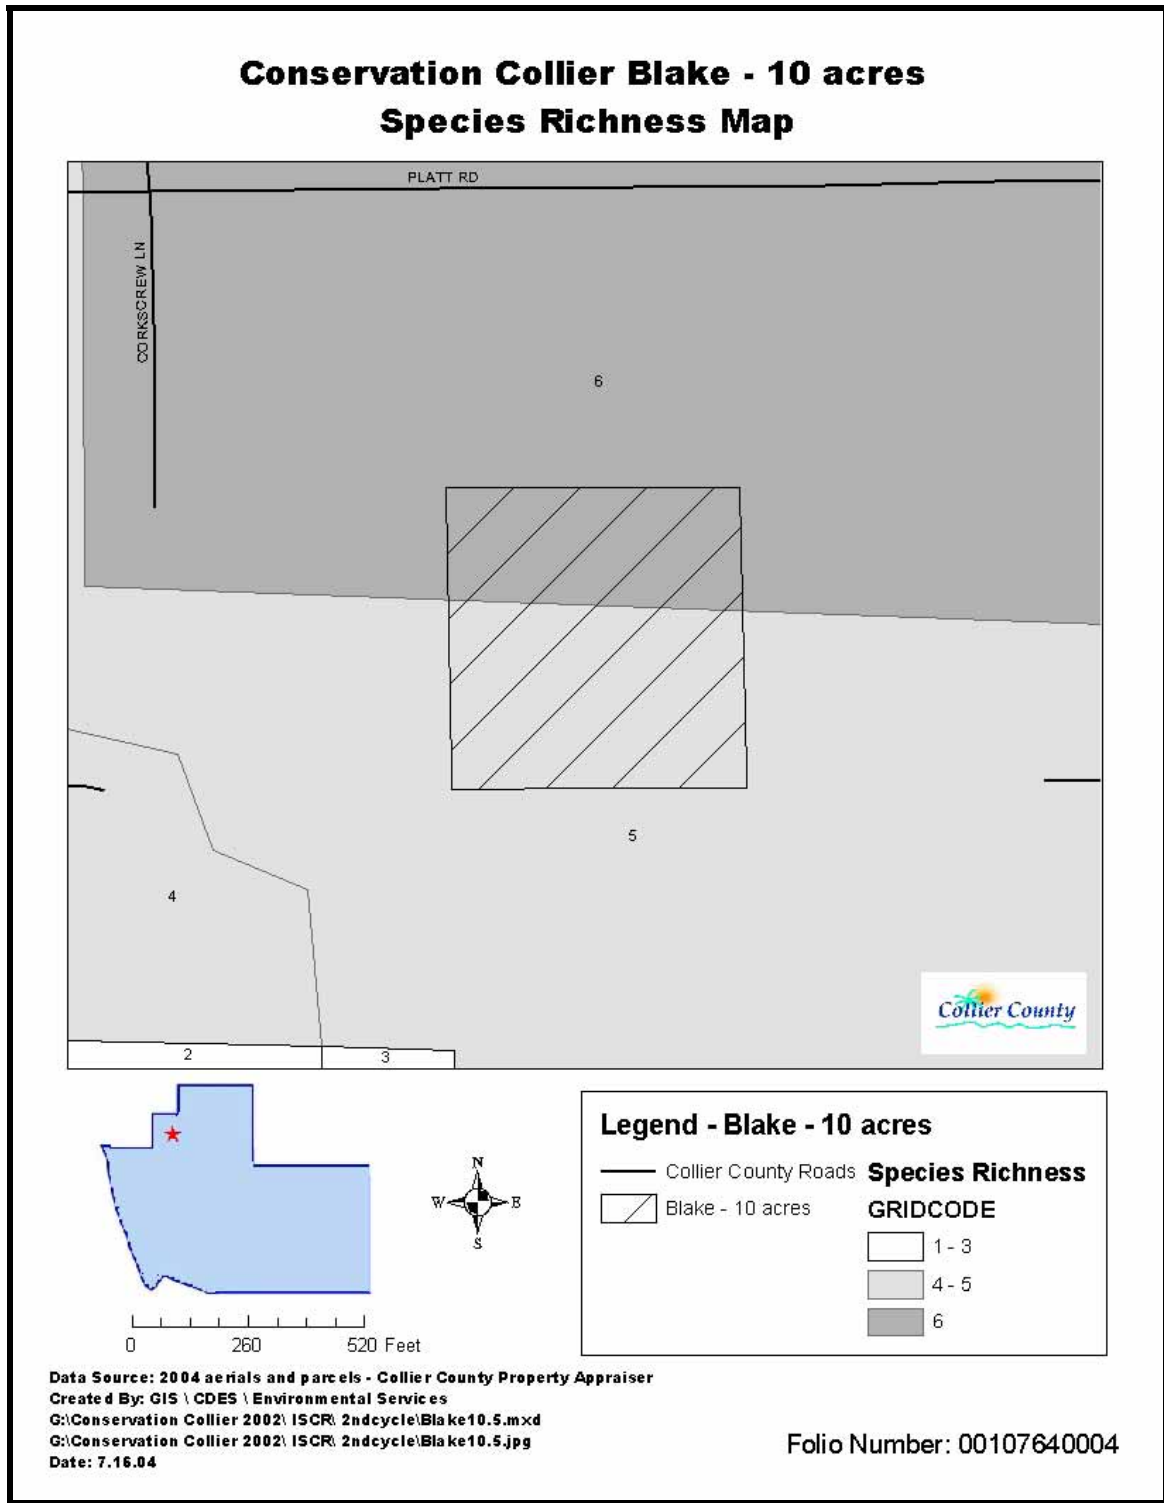 Conservation Collier Blake - 10 acres
Species Richness Map
PLATT RD
CORKSCREW LN
6
5
4
2
3
Collier County
N
W
E
S
0 260 520 Feet
Legend - Blake - 10 acres
Collier County Roads
Blake - 10 acres
Species Richness
GRIDCODE
1 - 3
4 - 5
6
Data Source: 2004 aerials and parcels - Collier County Property Appraiser
Created By: GIS \ CDES \ Environmental Services
G:\Conservation Collier 2002\ ISCR\ 2ndcycle\Blake10.5.mxd
G:\Conservation Collier 2002\ ISCR\ 2ndcycle\Blake10.5.jpg
Date: 7.16.04
Folio Number: 00107640004